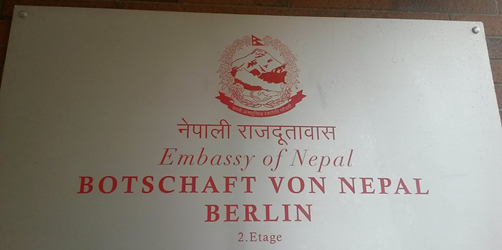 नेपाली राजदूतावास
Embassy of Nepal
BOTSCHAFT VON NEPAL
BERLIN
2.Etage